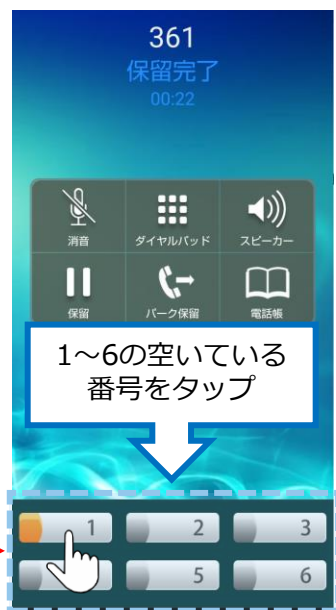 361
保留完了
00:22
消音
ダイヤルパッド
スピーカー
保留
パーク保留
電話帳
1～6の空いている
番号をタップ
1
2
3
5
6